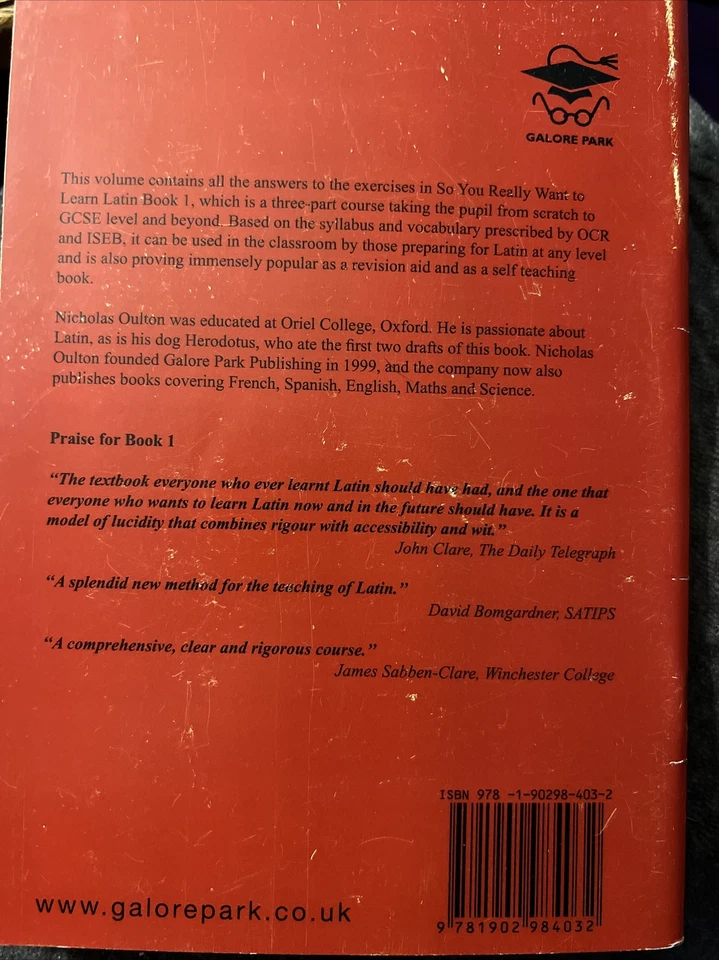 GALORE PARK
This volume contains all the answers to the exercises in So You Really Want to
Learn Latin Book 1, which is a three-part course taking the pupil from scratch to
GCSE level and beyond. Based on the syllabus and vocabulary prescribed by OCR
and ISEB, it can be used in the classroom by those preparing for Latin at any level
and is also proving immensely popular as a revision aid and as a self teaching
book.
Nicholas Oulton was educated at Oriel College, Oxford. He is passionate about
Latin, as is his dog Herodotus, who ate the first two drafts of this book. Nicholas
Oulton founded Galore Park Publishing in 1999, and the company now also
publishes books covering French, Spanish, English, Maths and Science.
Praise for Book 1
“The textbook everyone who ever learnt Latin should have had, and the one that
everyone who wants to learn Latin now and in the future should have. It is a
model of lucidity that combines rigour with accessibility and wit.”
John Clare, The Daily Telegraph
“A splendid new method for the teaching of Latin.”
David Bomgardner, SATIPS
“A comprehensive, clear and rigorous course.”
James Sabben-Clare, Winchester College
ISBN 978 -1-90298-403-2
9 781902 984032
www.galorepark.co.uk